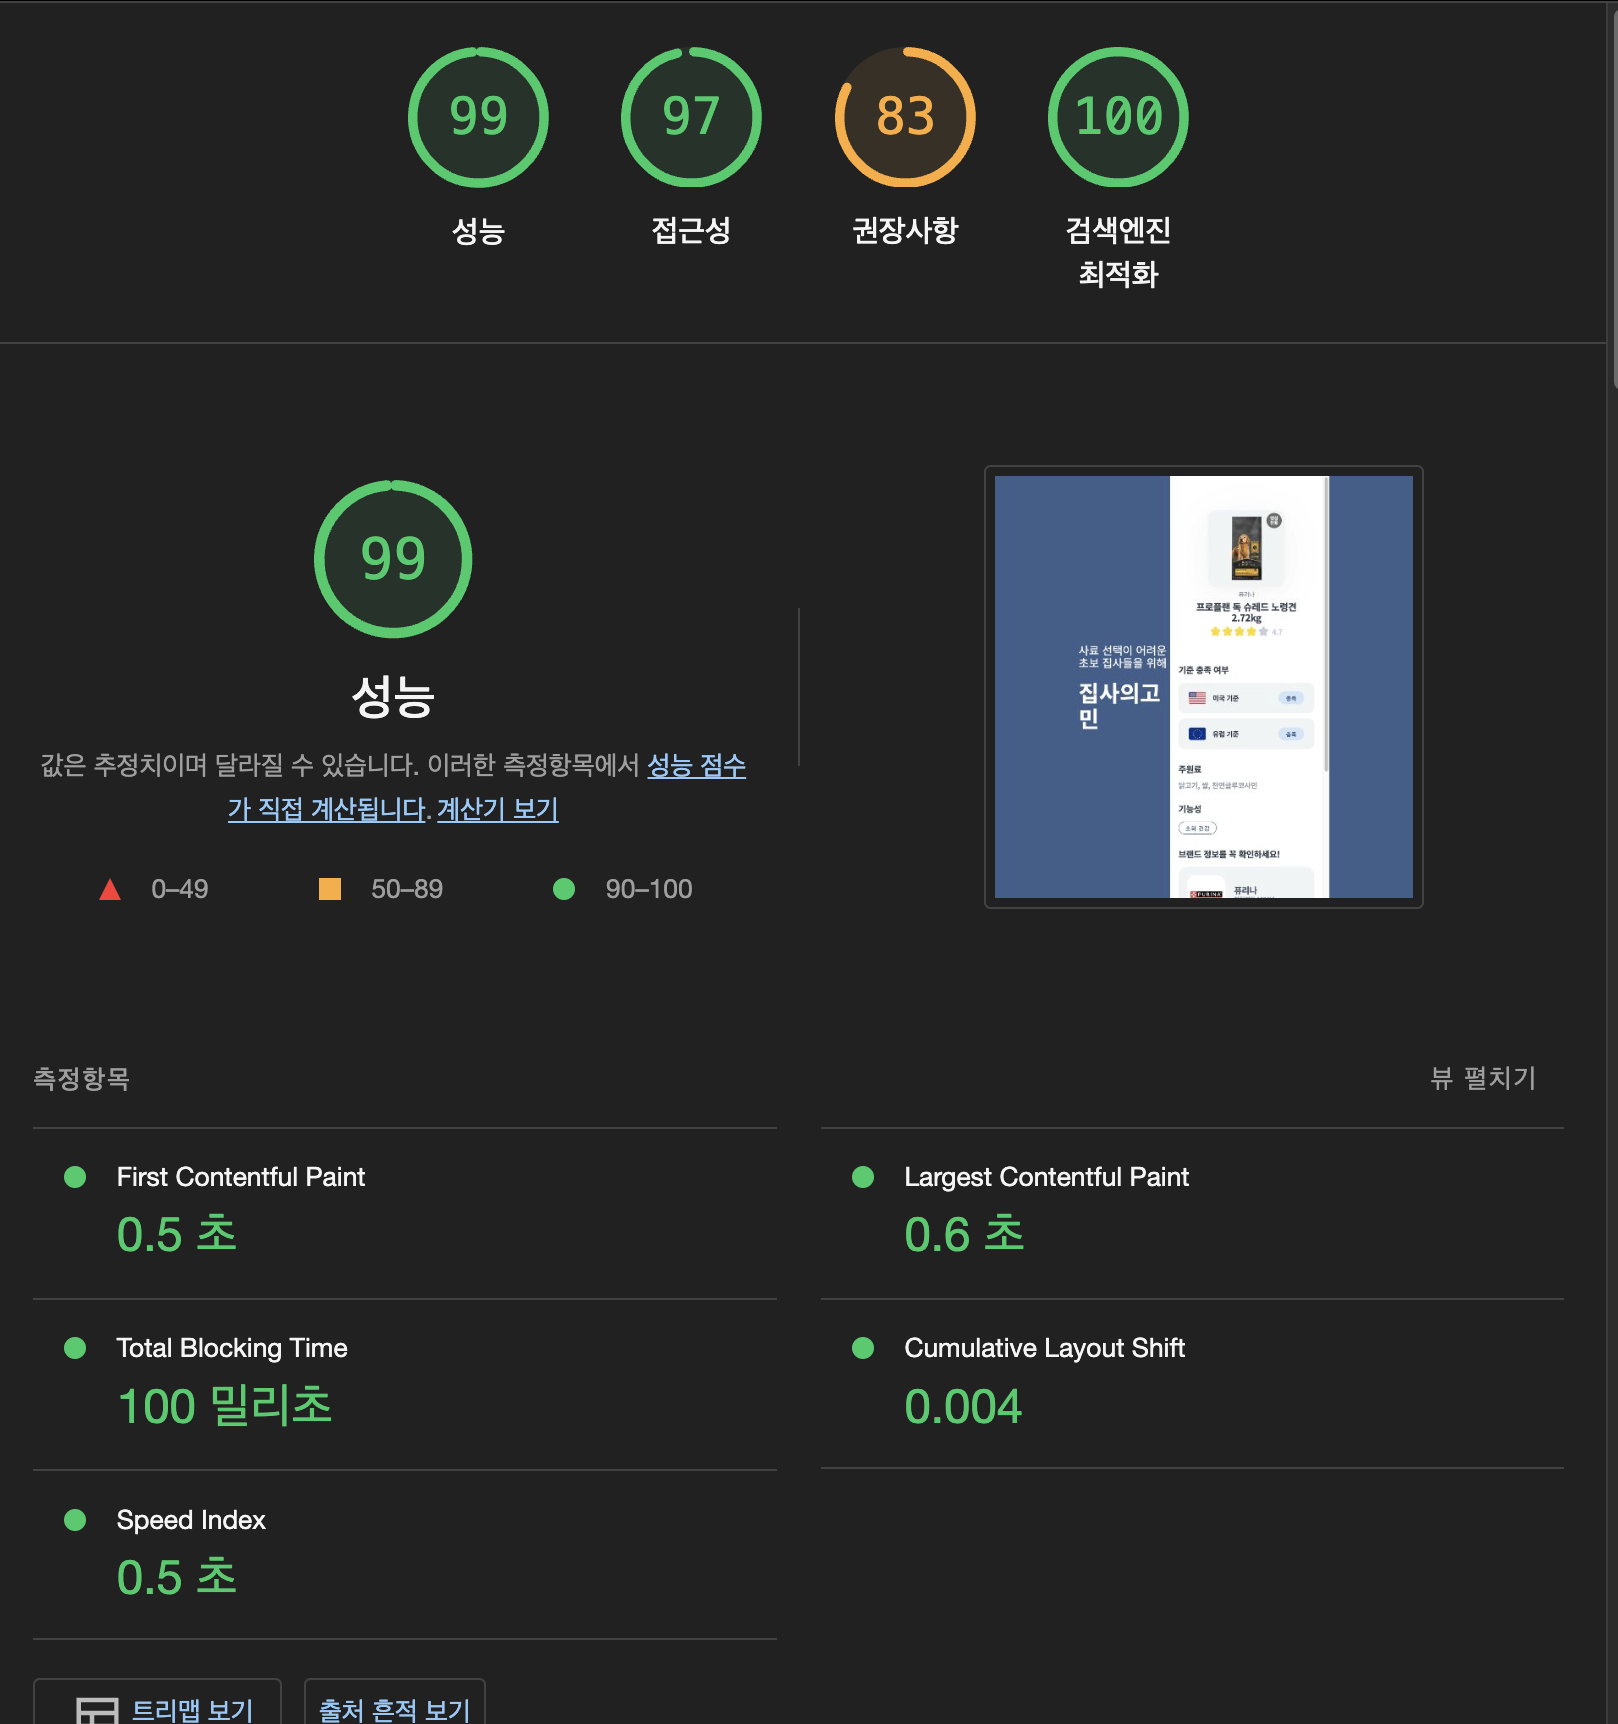 99
97
83
100
성능
접근성
권장사항
검색엔진
최적화
99
성능
값은 추정치이며 달라질 수 있습니다. 이러한 측정항목에서 성능 점수
가 직접 계산됩니다. 계산기 보기
0–49
50–89
90–100
사료 선택이 어려운
초보 집사들을 위해
집사의고
민
퓨리나
프로플랜 독 슈레드 노령견
2.72kg
4.7
기준 충족 여부
미국 기준
충족
유럽 기준
충족
주원료
닭고기, 쌀, 천연글루코사민
기능성
브랜드 정보를 꼭 확인하세요!
PURINA
퓨리나
측정항목
뷰 펼치기
First Contentful Paint
0.5 초
Largest Contentful Paint
0.6 초
Total Blocking Time
100 밀리초
Cumulative Layout Shift
0.004
Speed Index
0.5 초
트리맵 보기
출처 흔적 보기